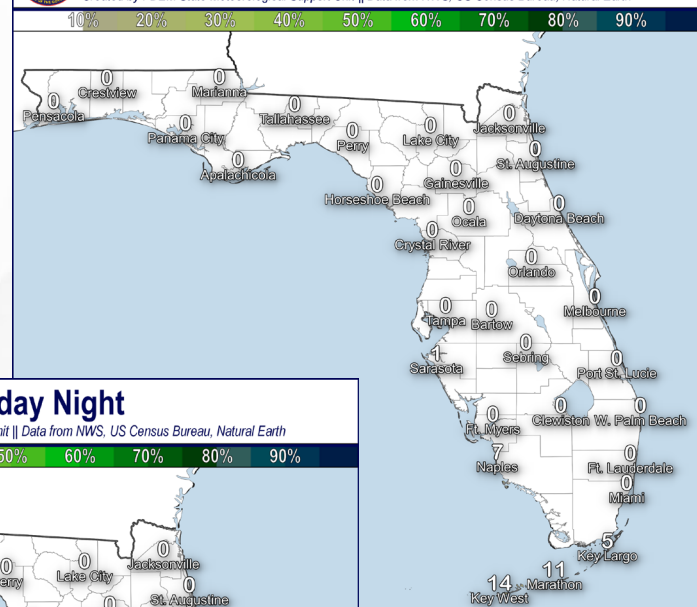 10% 20% 30% 40% 50% 60% 70% 80% 90%
0 Crestview
0 Marianna
0 Pensacola
0 Tallahassee
0 Jacksonville
0 Panama City
0 Perry
0 Lake City
0 St. Augustine
0 Apalachicola
0 Gainesville
0 Horseshoe Beach
0 Ocala
0 Daytona Beach
0 Crystal River
0 Orlando
0 Melbourne
0 Tampa
0 Bartow
0 Sebring
1 Sarasota
0 Port St. Lucie
0 Ft. Myers
0 Clewiston
0 W. Palm Beach
7 Naples
0 Ft. Lauderdale
0 Miami
5 Key Largo
11 Marathon
14 Key West
day Night
nit || Data from NWS, US Census Bureau, Natural Earth
50% 60% 70% 80% 90%
0 Jacksonville
0 erry
0 Lake City
0 St. Augustine
0